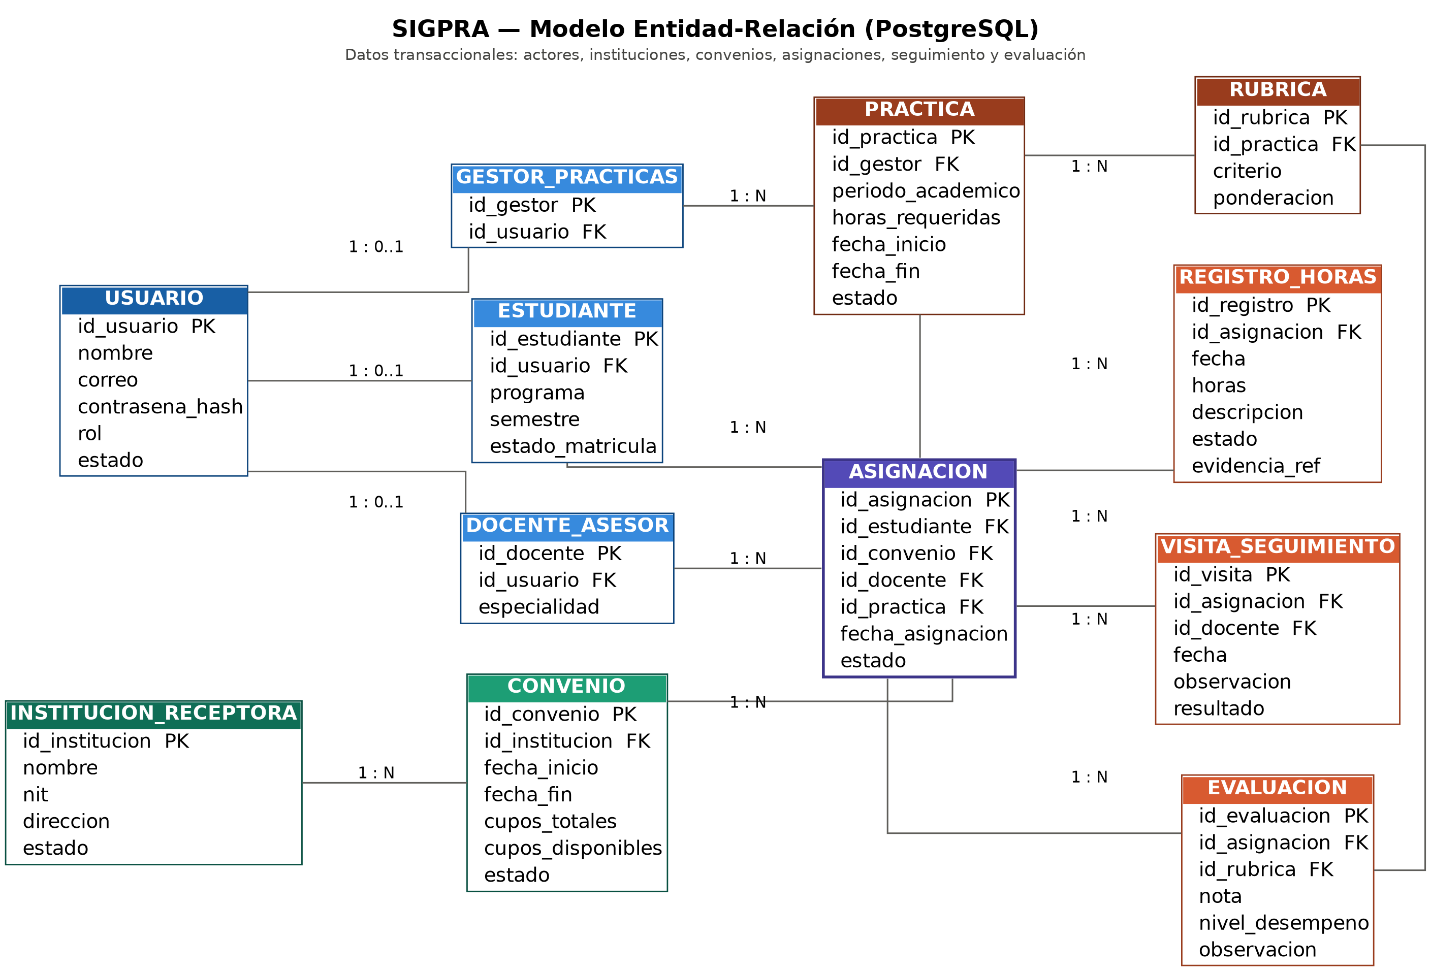 SIGPRA — Modelo Entidad-Relación (PostgreSQL)
Datos transaccionales: actores, instituciones, convenios, asignaciones, seguimiento y evaluación
USUARIO
id_usuario PK
nombre
correo
contrasena_hash
rol
estado
1 : 0..1
1 : 0..1
1 : 0..1
GESTOR_PRACTICAS
id_gestor PK
id_usuario FK
ESTUDIANTE
id_estudiante PK
id_usuario FK
programa
semestre
estado_matricula
DOCENTE_ASESOR
id_docente PK
id_usuario FK
especialidad
INSTITUCION_RECEPTORA
id_institucion PK
nombre
nit
direccion
estado
1 : N
CONVENIO
id_convenio PK
id_institucion FK
fecha_inicio
fecha_fin
cupos_totales
cupos_disponibles
estado
1 : N
1 : N
1 : N
1 : N
PRACTICA
id_practica PK
id_gestor FK
periodo_academico
horas_requeridas
fecha_inicio
fecha_fin
estado
ASIGNACION
id_asignacion PK
id_estudiante FK
id_convenio FK
id_docente FK
id_practica FK
fecha_asignacion
estado
1 : N
1 : N
1 : N
1 : N
1 : N
RUBRICA
id_rubrica PK
id_practica FK
criterio
ponderacion
REGISTRO_HORAS
id_registro PK
id_asignacion FK
fecha
horas
descripcion
estado
evidencia_ref
VISITA_SEGUIMIENTO
id_visita PK
id_asignacion FK
id_docente FK
fecha
observacion
resultado
EVALUACION
id_evaluacion PK
id_asignacion FK
id_rubrica FK
nota
nivel_desempeno
observacion